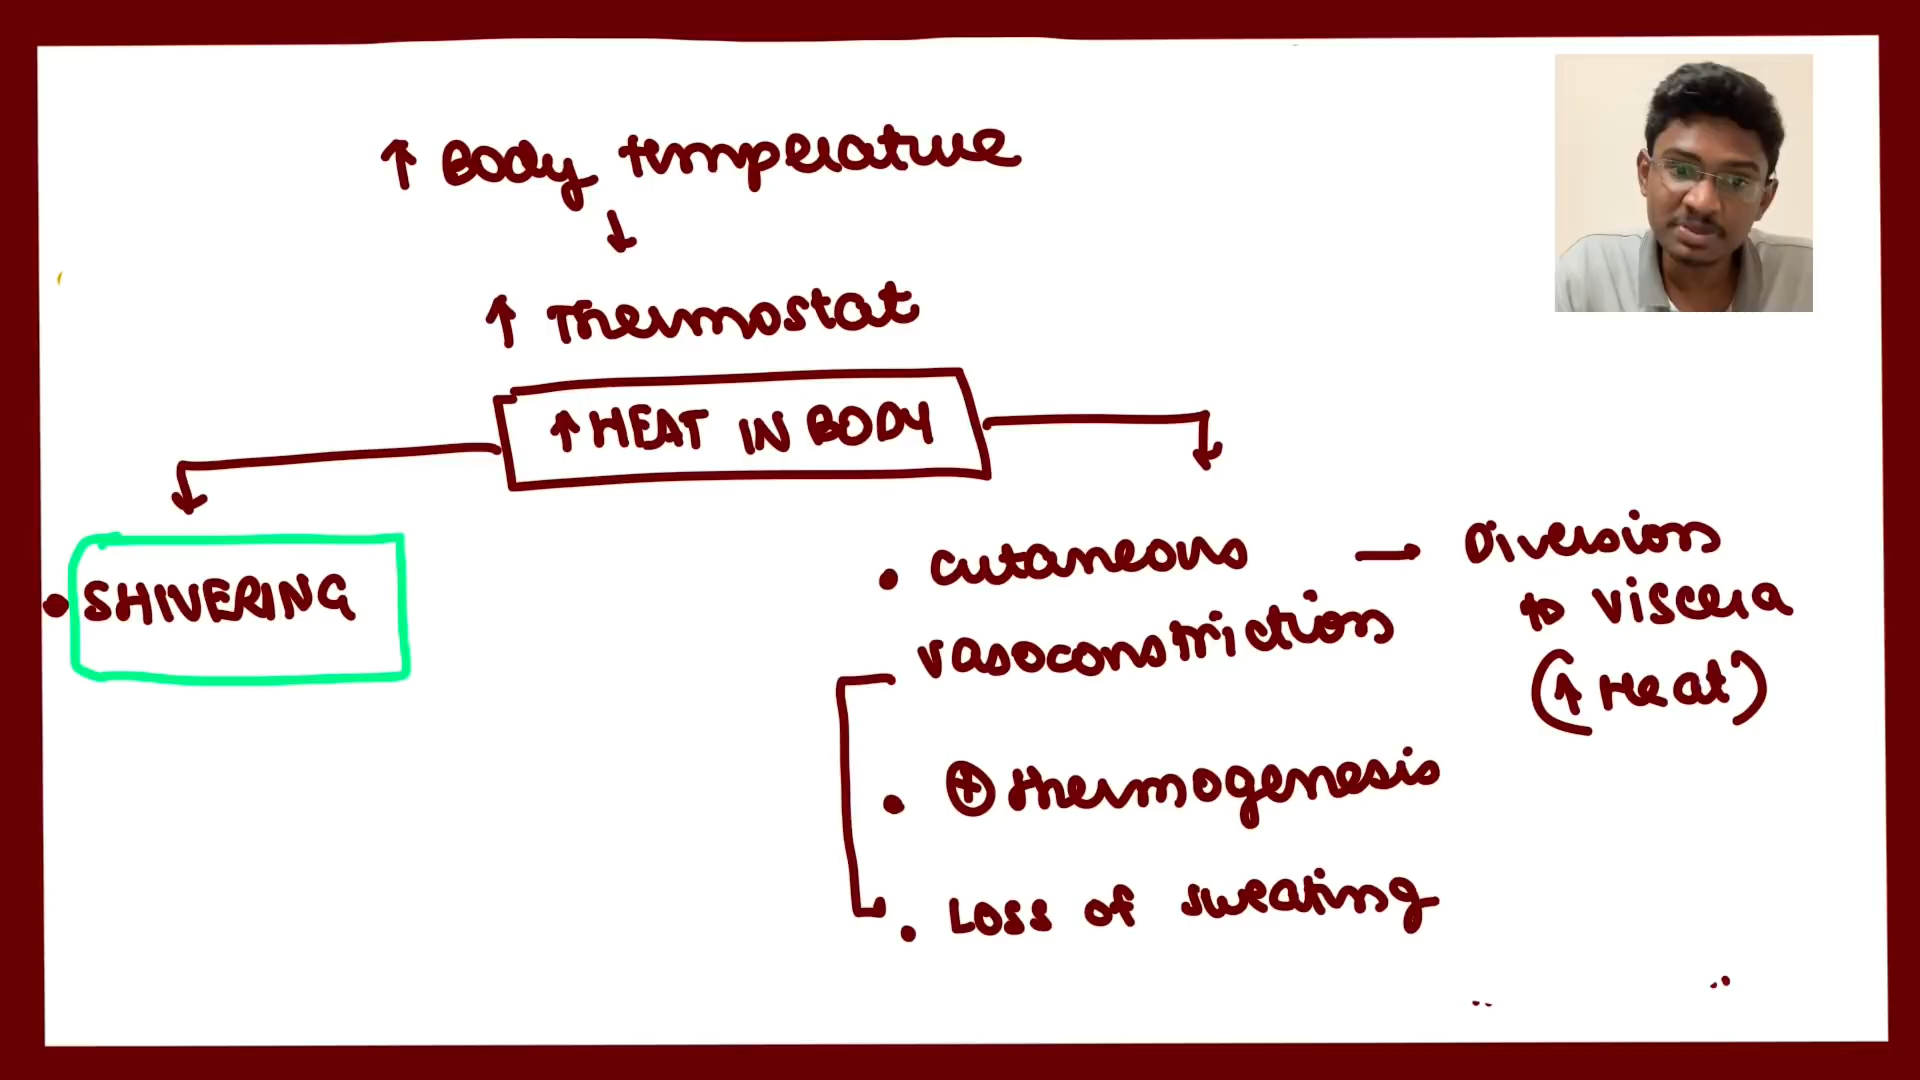 ↑ Body temperature
↓
↑ Thermostat
↑ HEAT IN BODY
• SHIVERING
• cutaneous → Diversion
vasoconstriction to viscera
(↑ Heat)
• ⊕ thermogenesis
• Loss of sweating